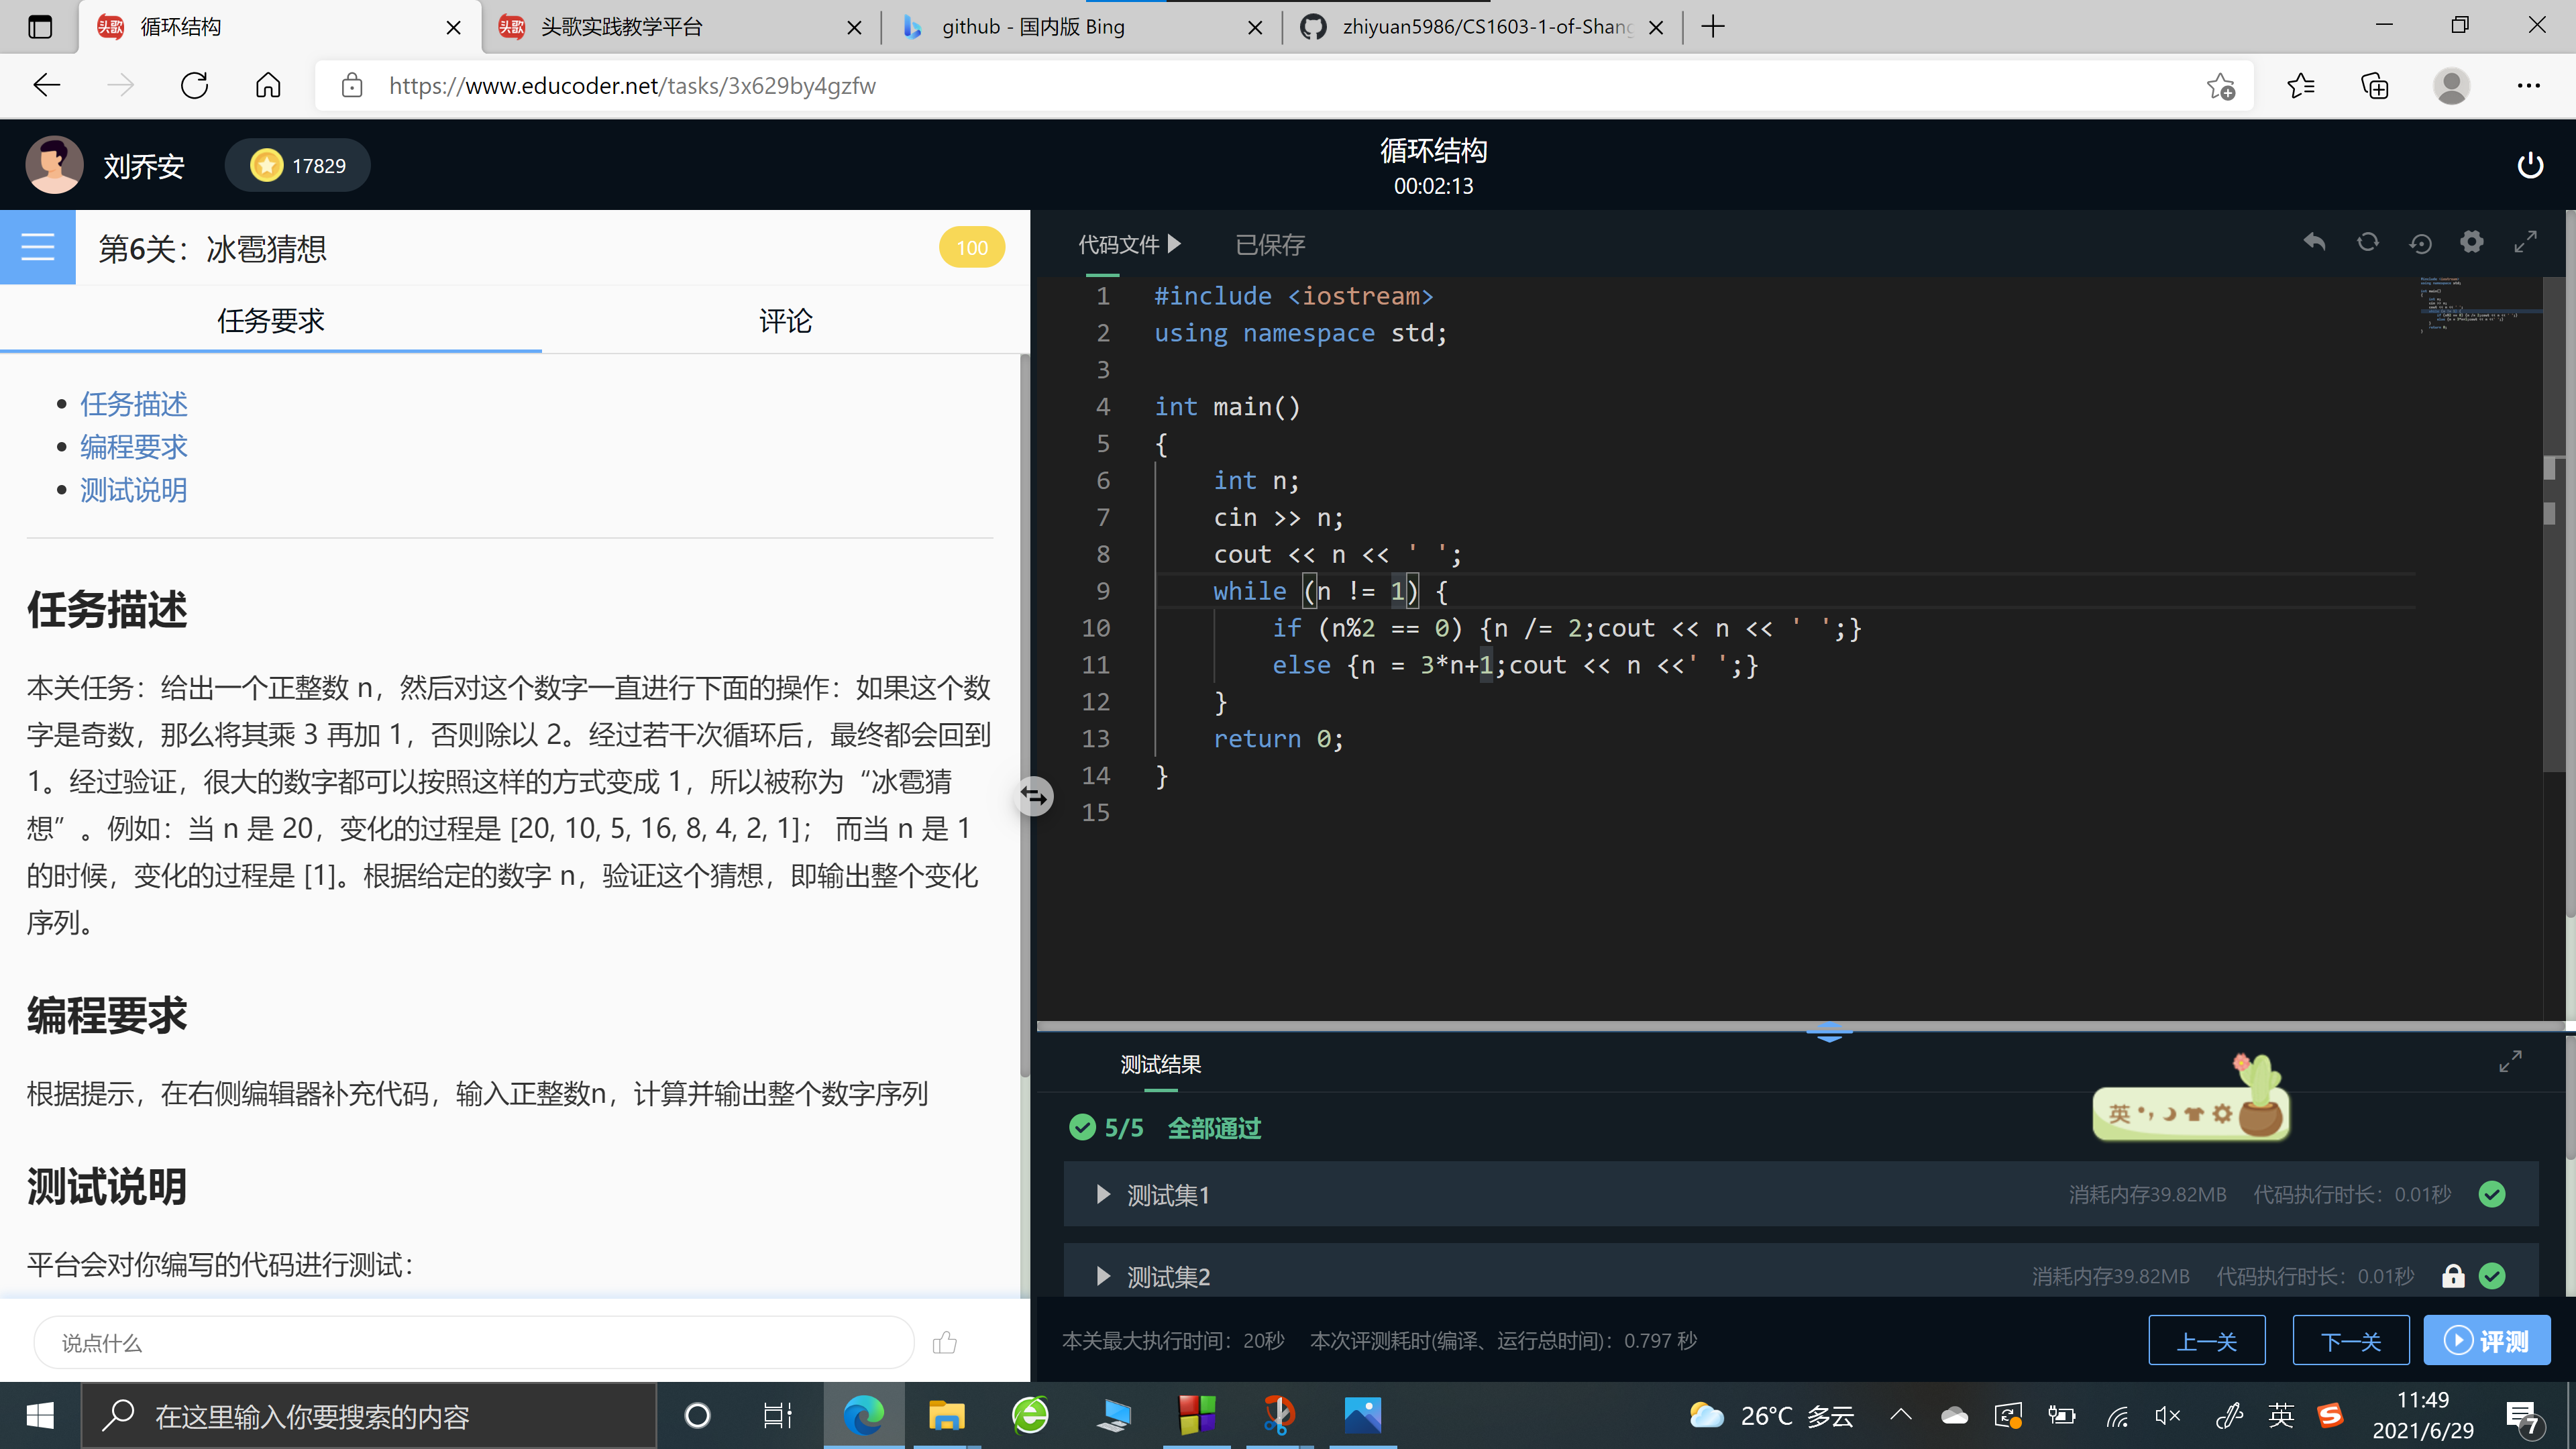 循环结构
头歌实践教学平台
github - 国内版 Bing
zhiyuan5986/CS1603-1-of-Shang
https://www.educoder.net/tasks/3x629by4gzfw
刘乔安
17829
循环结构
00:02:13
第6关：冰雹猜想
100
任务要求
评论
任务描述
编程要求
测试说明
任务描述
本关任务：给出一个正整数 n，然后对这个数字一直进行下面的操作：如果这个数
字是奇数，那么将其乘 3 再加 1，否则除以 2。经过若干次循环后，最终都会回到
1。经过验证，很大的数字都可以按照这样的方式变成 1，所以被称为“冰雹猜
想”。例如：当 n 是 20，变化的过程是 [20, 10, 5, 16, 8, 4, 2, 1]； 而当 n 是 1
的时候，变化的过程是 [1]。根据给定的数字 n，验证这个猜想，即输出整个变化
序列。
编程要求
根据提示，在右侧编辑器补充代码，输入正整数n，计算并输出整个数字序列
测试说明
平台会对你编写的代码进行测试：
说点什么
代码文件
已保存
1 #include <iostream>
2 using namespace std;
3
4 int main()
5 {
6     int n;
7     cin >> n;
8     cout << n << ' ';
9     while (n != 1) {
10         if (n%2 == 0) {n /= 2;cout << n << ' ';}
11         else {n = 3*n+1;cout << n <<' ';}
12     }
13     return 0;
14 }
15
测试结果
5/5 全部通过
英
测试集1
消耗内存39.82MB 代码执行时长：0.01秒
测试集2
消耗内存39.82MB 代码执行时长：0.01秒
本关最大执行时间：20秒 本次评测耗时(编译、运行总时间)：0.797 秒
上一关
下一关
评测
在这里输入你要搜索的内容
26°C 多云
英
11:49
2021/6/29
7